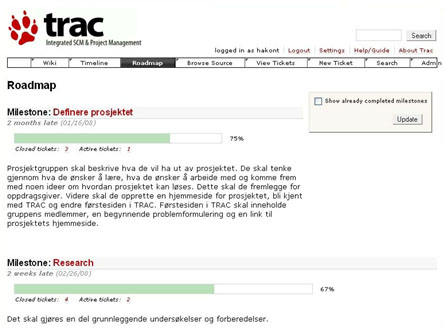 trac
Integrated SCM & Project Management
Search
logged in as hakont Logout Settings Help/Guide About Trac
Wiki Timeline Roadmap Browse Source View Tickets New Ticket Search Admin
Roadmap
Show already completed milestones
Update
Milestone: Definere prosjektet
2 months late (01/16/08)
75%
Closed tickets: 3 Active tickets: 1
Prosjektgruppen skal beskrive hva de vil ha ut av prosjektet. De skal tenke
gjennom hva de ønsker å lære, hva de ønsker å arbeide med og komme frem
med noen ideer om hvordan prosjektet kan løses. Dette skal de fremlegge for
oppdragsgiver. Videre skal de opprette en hjemmeside for prosjektet, bli kjent
med TRAC og endre førstesiden i TRAC. Førstesiden i TRAC skal inneholde
gruppens medlemmer, en begynnende problemformulering og en link til
prosjektets hjemmeside.
Milestone: Research
2 weeks late (02/26/08)
67%
Closed tickets: 4 Active tickets: 2
Det skal gjøres en del grunnleggende undersøkelser og forberedelser.